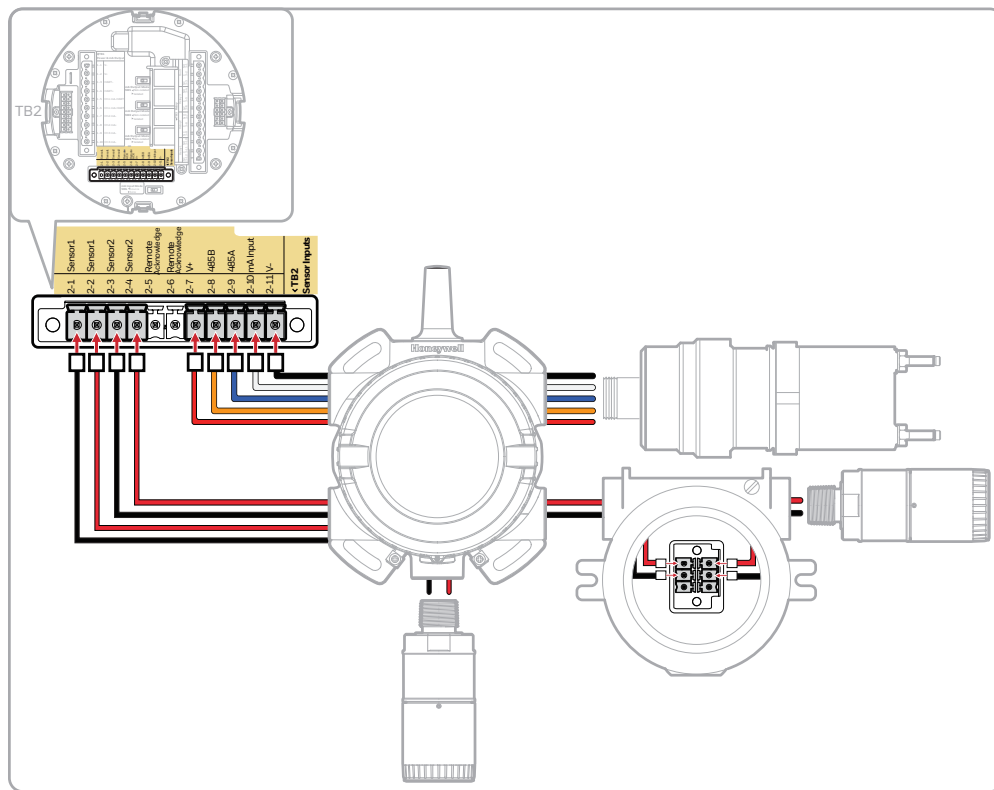 TB2
2-1 Sensor1
2-2 Sensor1
2-3 Sensor2
2-4 Sensor2
2-5 Remote
Acknowledge
2-6 Remote
Acknowledge
2-7 V+
2-8 485B
2-9 485A
2-10 mA Input
2-11 V-
<TB2
Sensor Inputs
Honeywell